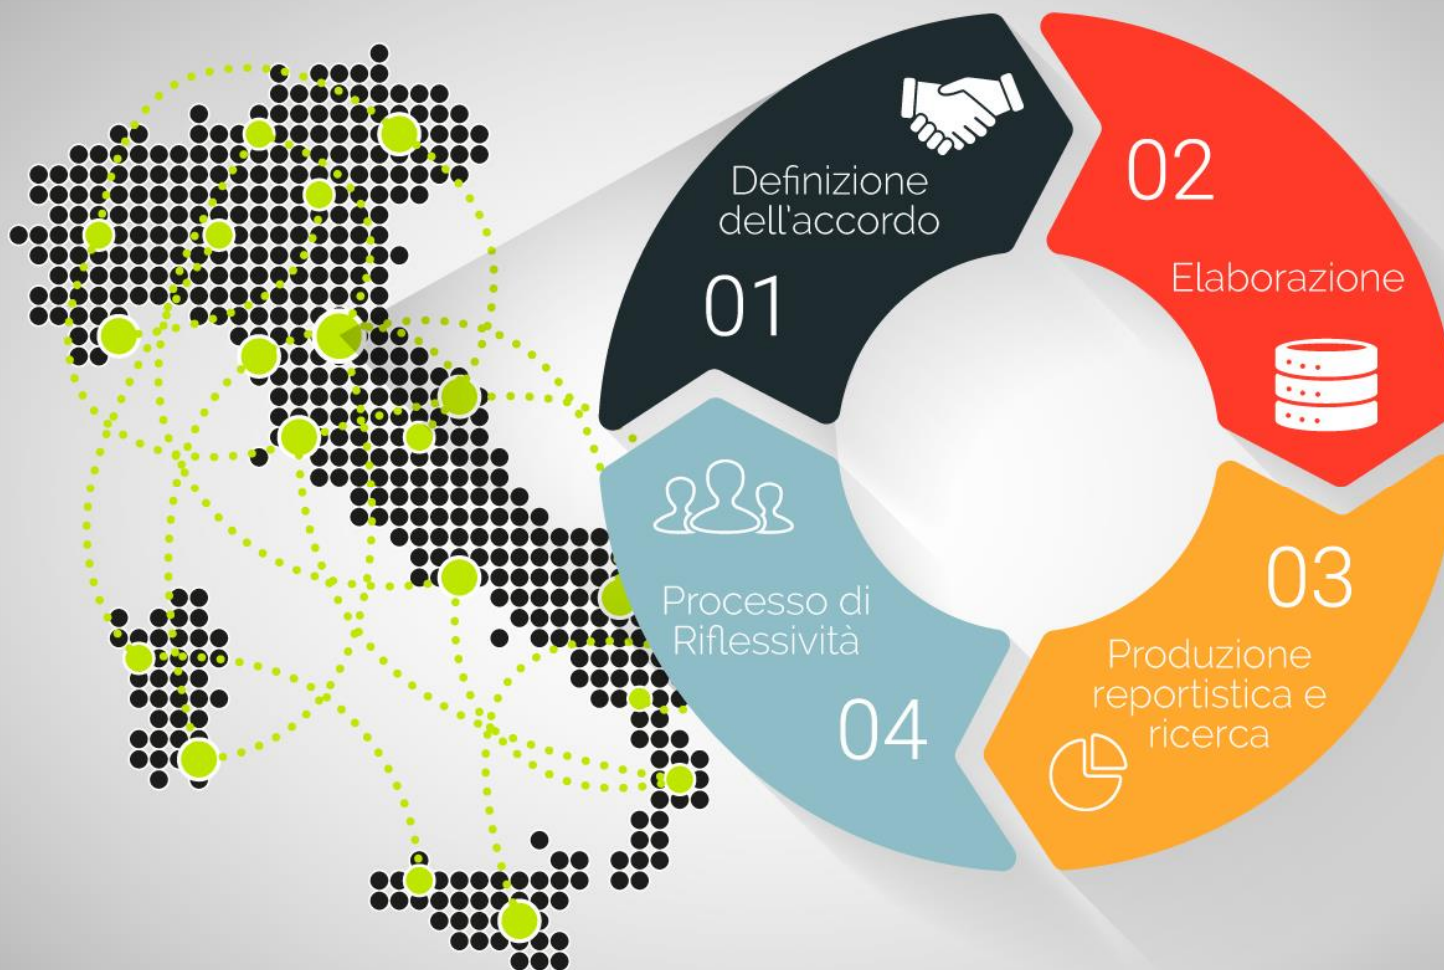 Definizione
dell'accordo
01
02
Elaborazione
03
Produzione
reportistica e
ricerca
Processo di
Riflessività
04